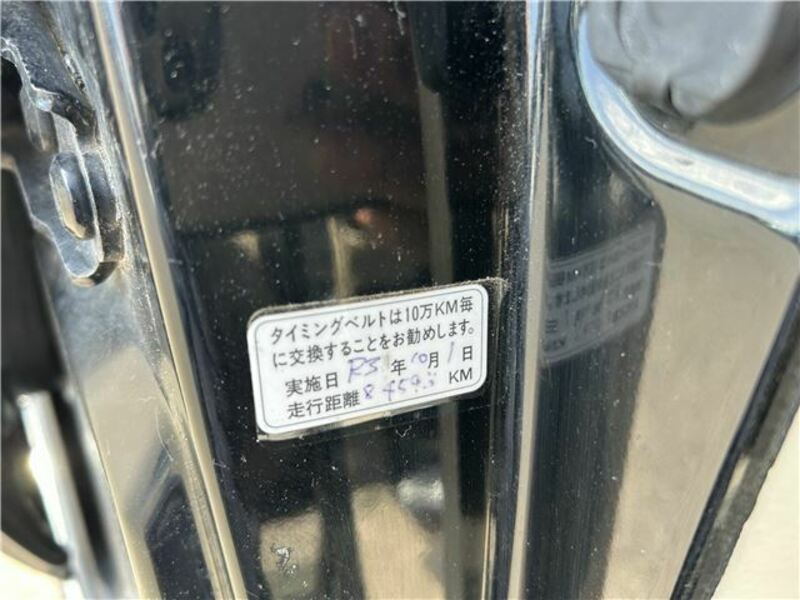 タイミングベルトは10万KM毎
に交換することをお勧めします。
実施日 R3 年 10 月 1 日
走行距離 KM